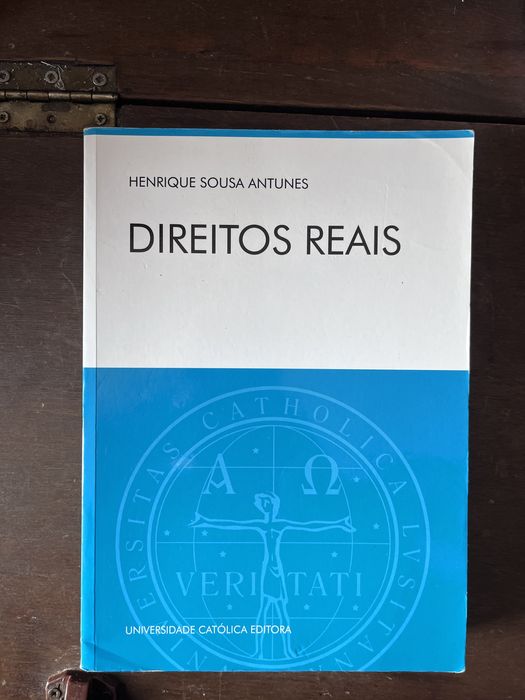 HENRIQUE SOUSA ANTUNES
DIREITOS REAIS
UNIVERSITAS CATHOLICA LVSITANA
Α Ω
VERITATI
UNIVERSIDADE CATÓLICA EDITORA